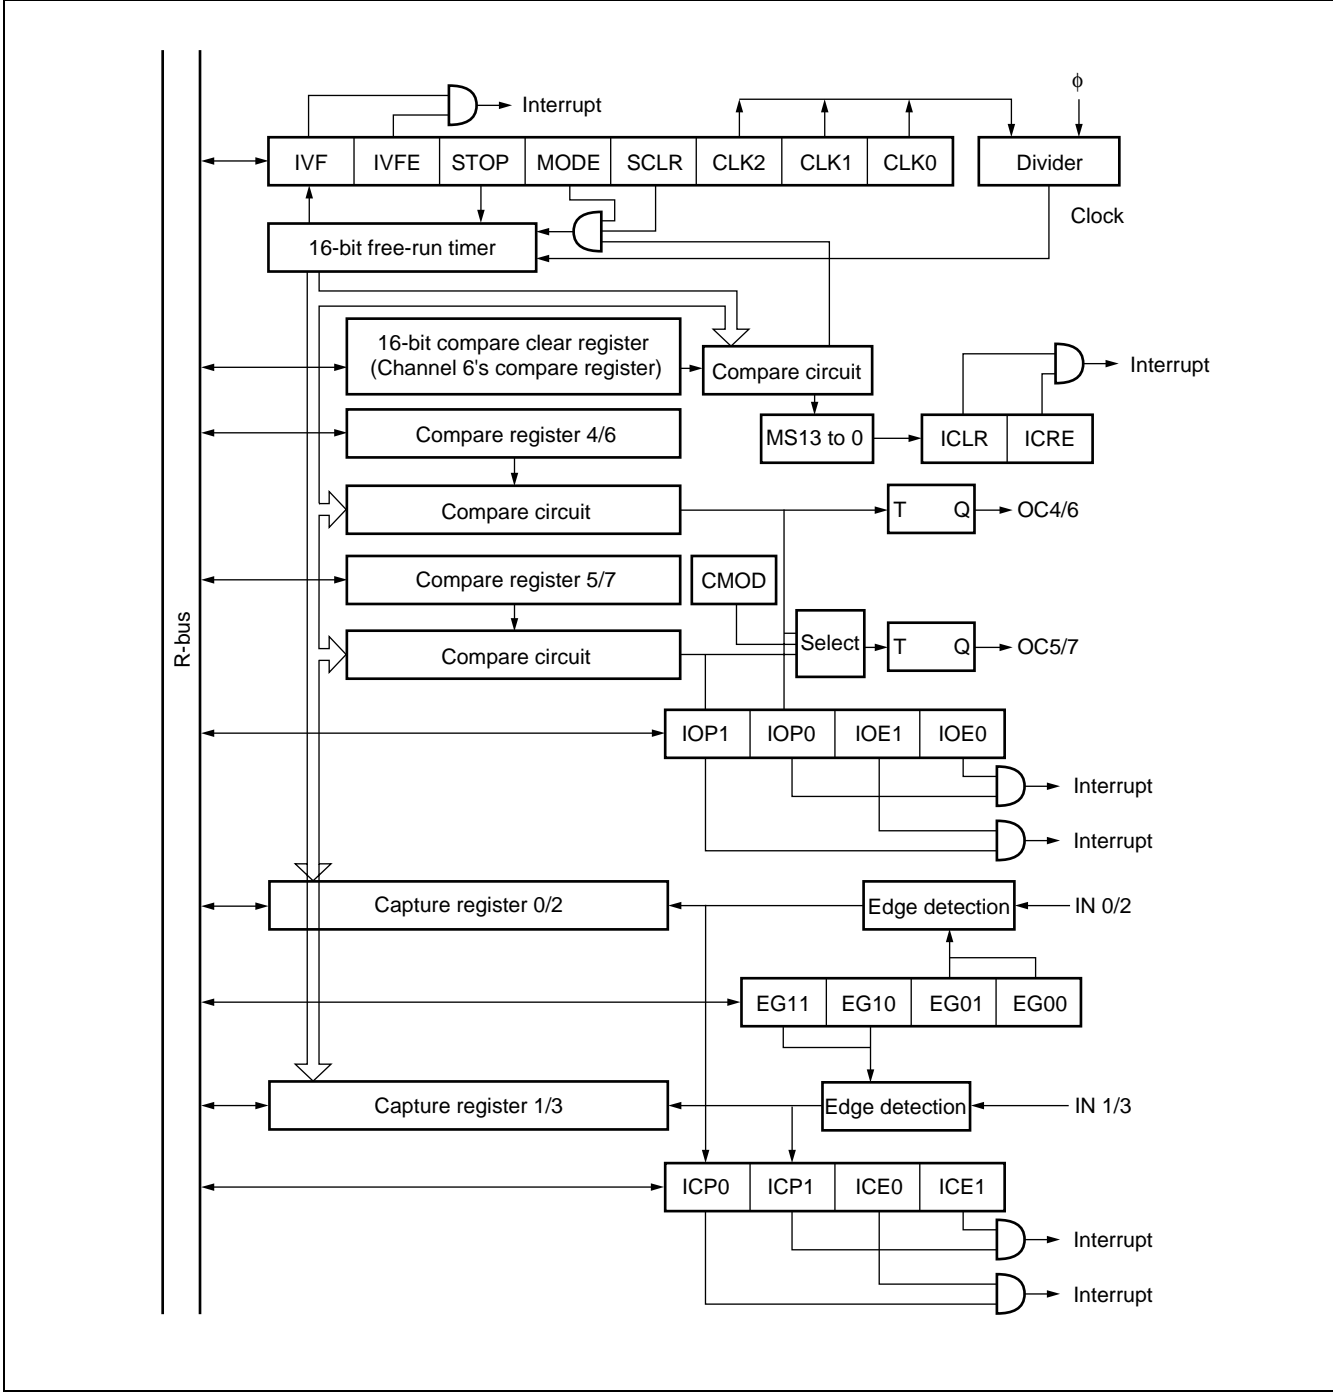 ϕ
Interrupt
IVF IVFE STOP MODE SCLR CLK2 CLK1 CLK0 Divider
Clock
16-bit free-run timer
16-bit compare clear register
(Channel 6's compare register)
Compare circuit
Interrupt
Compare register 4/6
MS13 to 0
ICLR ICRE
Compare circuit
T Q OC4/6
Compare register 5/7
CMOD
R-bus
Compare circuit
Select
T Q OC5/7
IOP1 IOP0 IOE1 IOE0
Interrupt
Interrupt
Capture register 0/2
Edge detection
IN 0/2
EG11 EG10 EG01 EG00
Capture register 1/3
Edge detection
IN 1/3
ICP0 ICP1 ICE0 ICE1
Interrupt
Interrupt